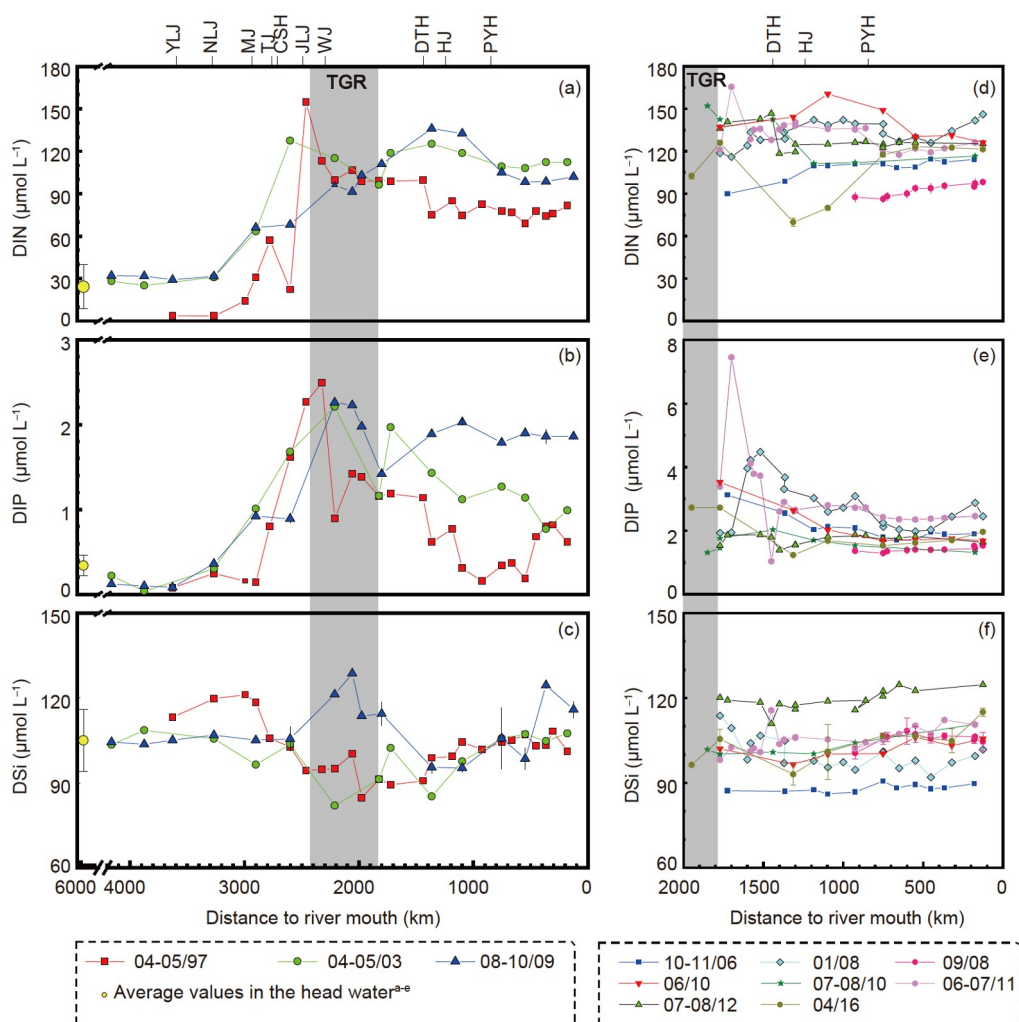 YLJ NLJ MJ TJ CSH JLJ WJ DTH HJ PYH
DTH HJ PYH
180 150 120 90 60 30 0
DIN (µmol L⁻¹)
TGR
(a)
3 2 1 0
DIP (µmol L⁻¹)
(b)
150 120 90 60
DSi (µmol L⁻¹)
(c)
6000 4000 3000 2000 1000 0
Distance to river mouth (km)
180 150 120 90 60 30 0
DIN (µmol L⁻¹)
TGR
(d)
8 6 4 2 0
DIP (µmol L⁻¹)
(e)
150 120 90 60
DSi (µmol L⁻¹)
(f)
2000 1500 1000 500 0
Distance to river mouth (km)
04-05/97 04-05/03 08-10/09
Average values in the head waterᵃ⁻ᵉ
10-11/06 01/08 09/08
06/10 07-08/10 06-07/11
07-08/12 04/16